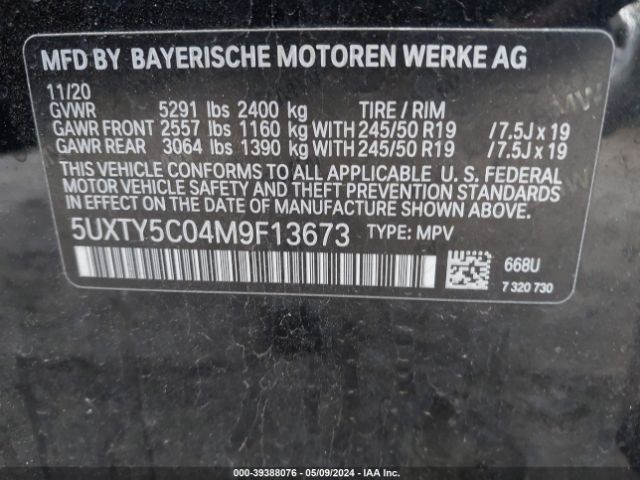 MFD BY BAYERISCHE MOTOREN WERKE AG
11/20
GVWR 5291 lbs 2400 kg TIRE / RIM
GAWR FRONT 2557 lbs 1160 kg WITH 245/50 R19 /7.5J x 19
GAWR REAR 3064 lbs 1390 kg WITH 245/50 R19 /7.5J x 19
THIS VEHICLE CONFORMS TO ALL APPLICABLE U. S. FEDERAL
MOTOR VEHICLE SAFETY AND THEFT PREVENTION STANDARDS
IN EFFECT ON THE DATE OF MANUFACTURE SHOWN ABOVE.
5UXTY5C04M9F13673 TYPE: MPV
668U
7 320 730
000-39388076 - 05/09/2024 - IAA Inc.